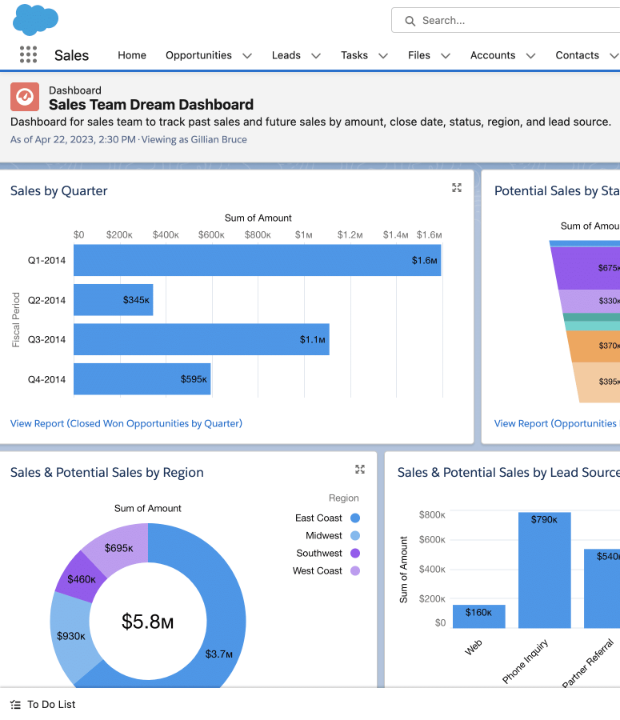 Search...
Sales Home Opportunities Leads Tasks Files Accounts Contacts
Dashboard
Sales Team Dream Dashboard
Dashboard for sales team to track past sales and future sales by amount, close date, status, region, and lead source.
As of Apr 22, 2023, 2:30 PM·Viewing as Gillian Bruce
Sales by Quarter
Sum of Amount
$0 $200K $400K $600K $800K $1M $1.2M $1.4M $1.6M
Fiscal Period
Q1-2014 $1.6M
Q2-2014 $345K
Q3-2014 $1.1M
Q4-2014 $595K
View Report (Closed Won Opportunities by Quarter)
Potential Sales by Sta
Sum of Amou
$675K
$330K
$370K
$395K
View Report (Opportunities
Sales & Potential Sales by Region
Sum of Amount
Region
East Coast
Midwest
Southwest
West Coast
$695K
$460K
$930K
$5.8M
$3.7M
Sales & Potential Sales by Lead Source
Sum of Amount
$800K
$600K
$400K
$200K
$0
$160K
$790K
$540K
Web
Phone Inquiry
Partner Referral
To Do List